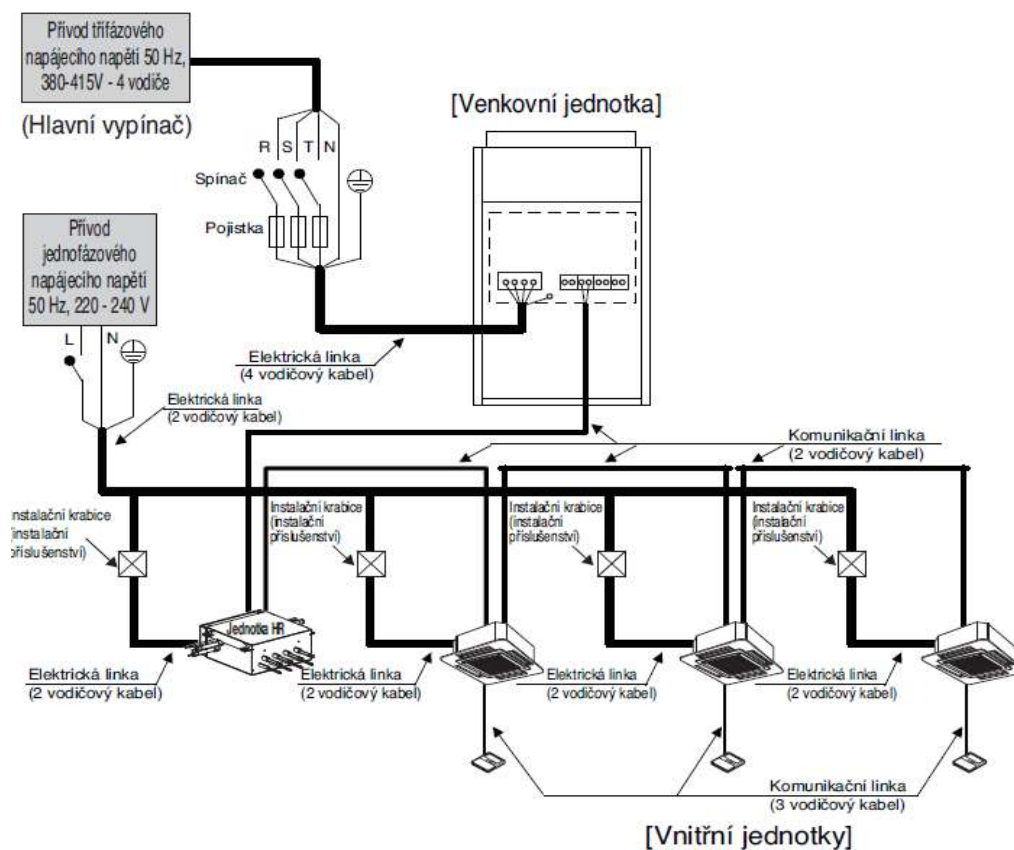 Přívod třífázového
napájecího napětí 50 Hz,
380-415V - 4 vodiče
(Hlavní vypínač)
[Venkovní jednotka]
R S T N
Spínač
Pojistka
Přívod
jednofázového
napájecího napětí
50 Hz, 220 - 240 V
L N
Elektrická linka
(4 vodičový kabel)
Elektrická linka
(2 vodičový kabel)
Komunikační linka
(2 vodičový kabel)
nstalační krabice
(instalační
příslušenství)
Instalační krabice
(instalační
příslušenství)
Instalační krabice
(instalační
příslušenství)
Instalační krabice
(instalační
příslušenství)
Jednotka HR
Elektrická linka
(2 vodičový kabel)
Elektrická linka
(2 vodičový kabel)
Elektrická linka
(2 vodičový kabel)
Elektrická linka
(2 vodičový kabel)
Komunikační linka
(3 vodičový kabel)
[Vnitřní jednotky]